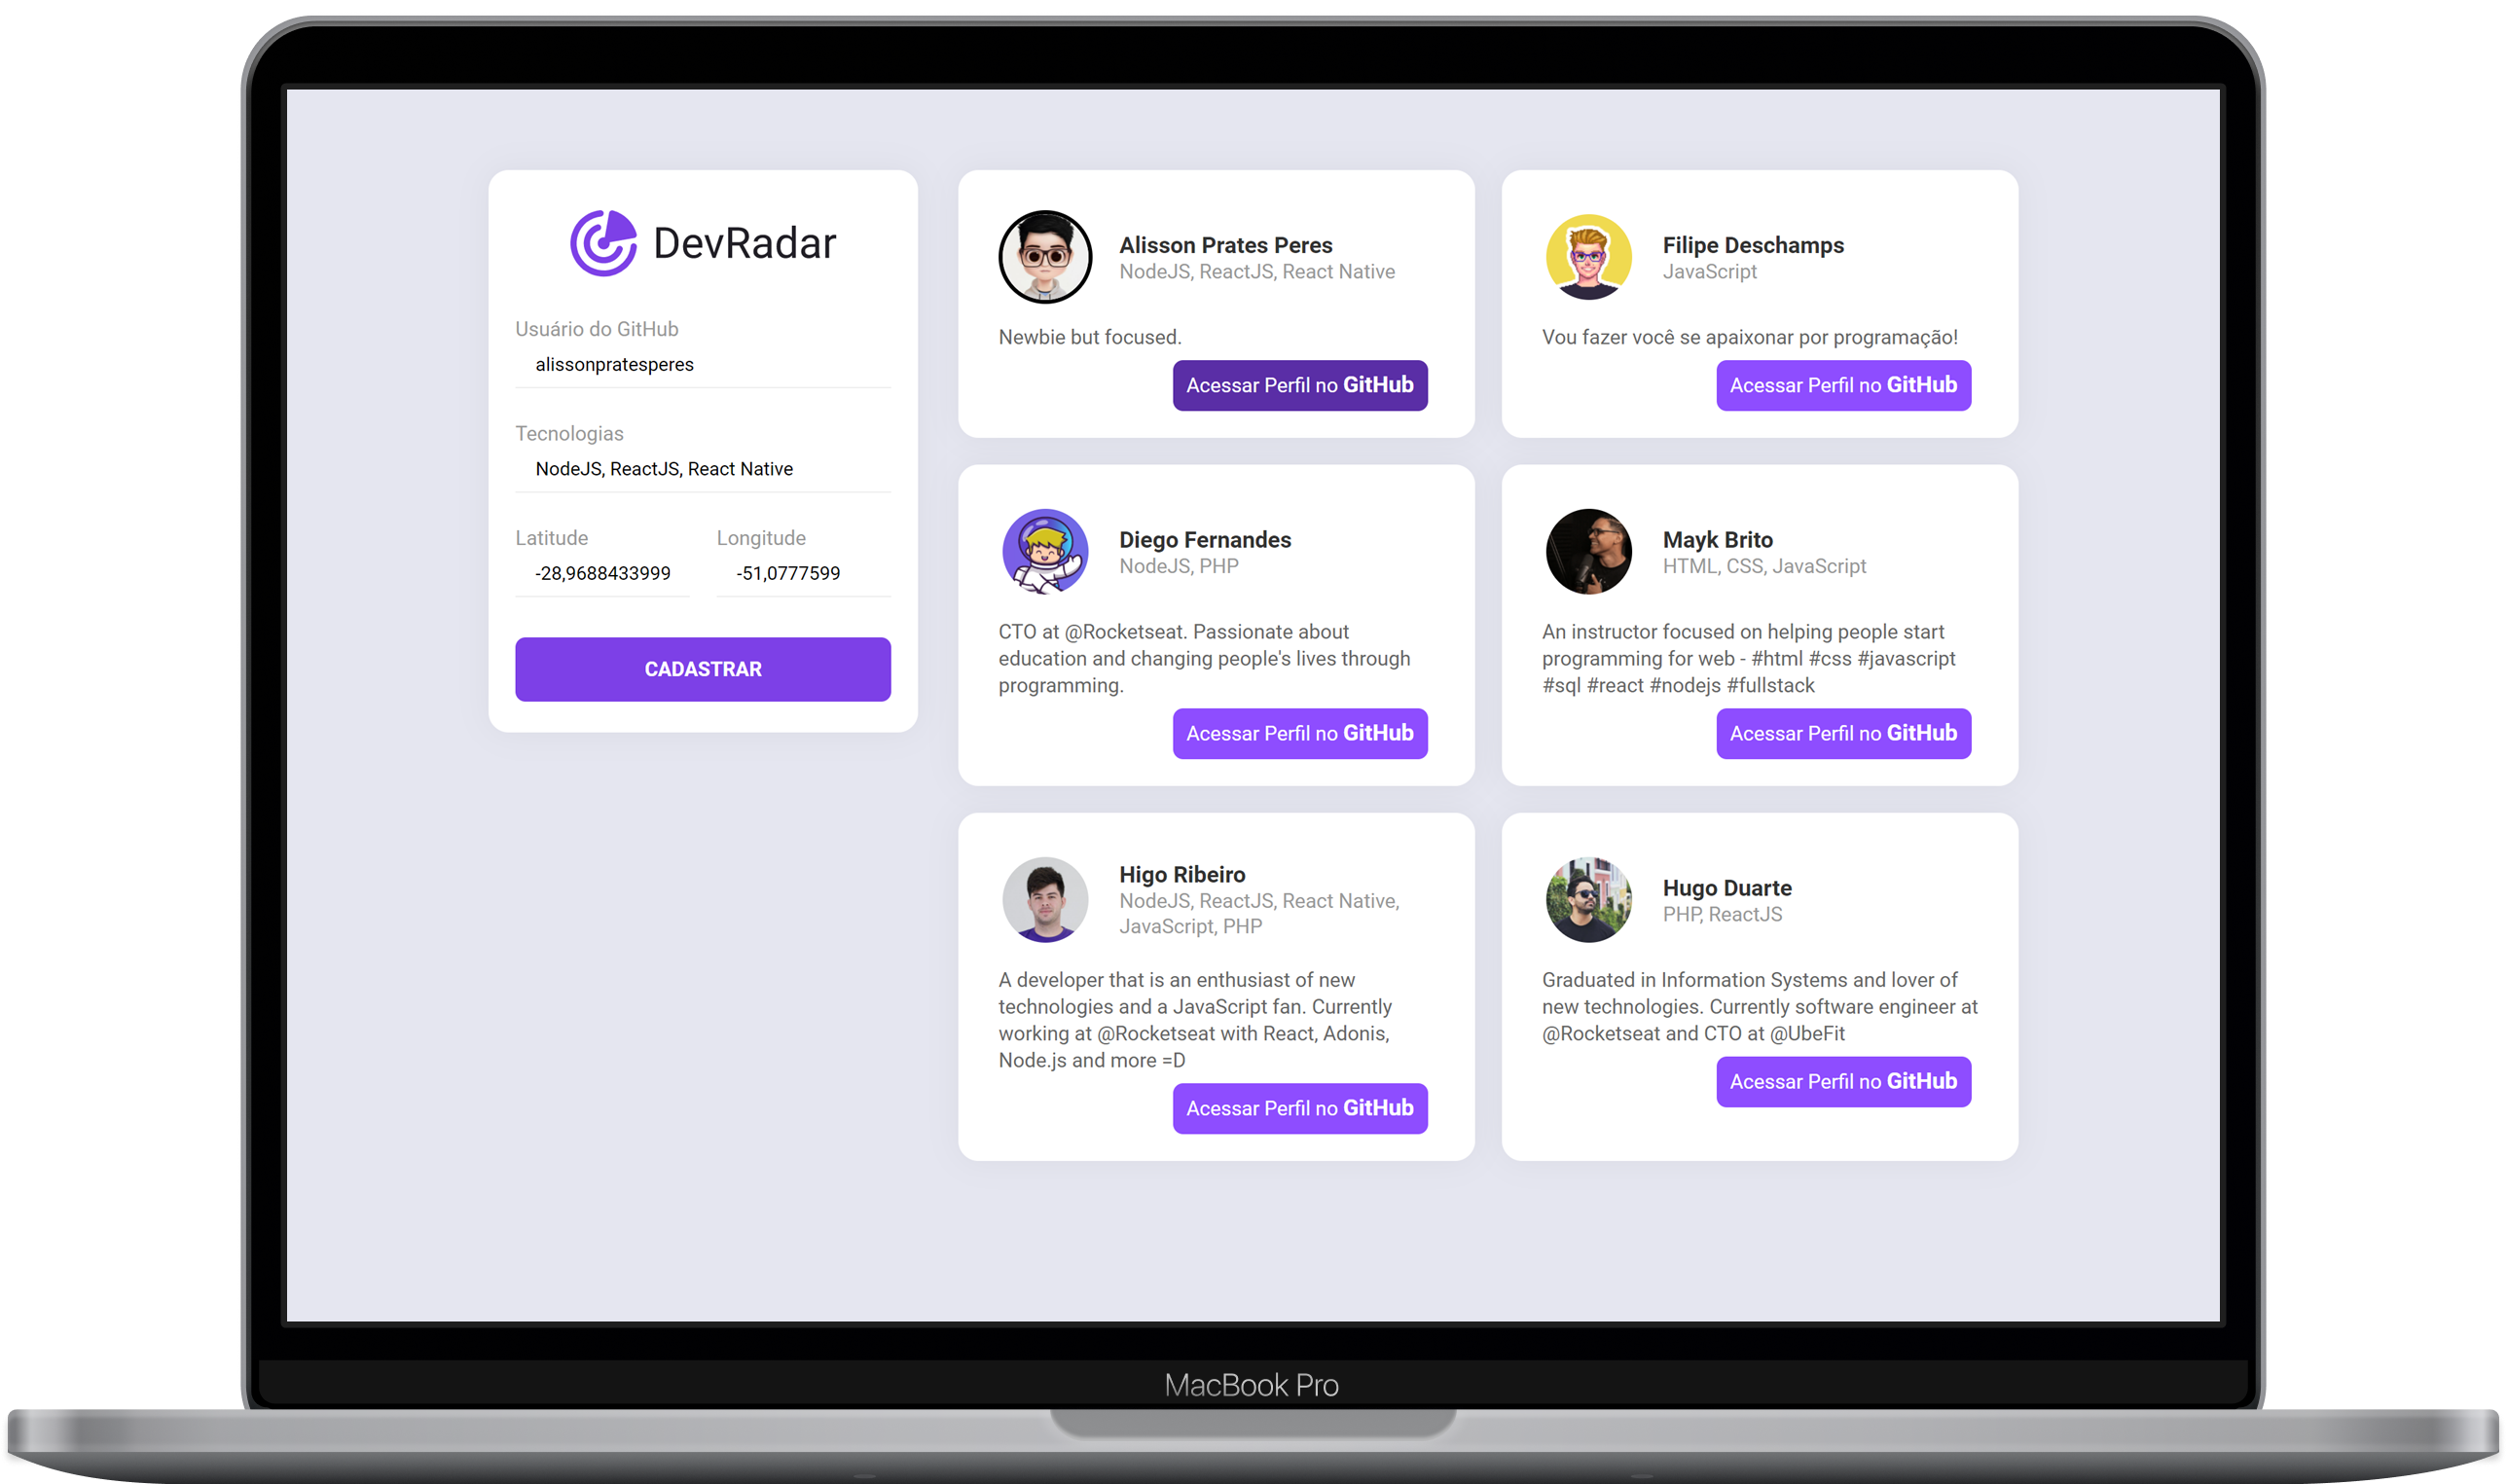 DevRadar
Usuário do GitHub
alissonpratesperes
Tecnologias
NodeJS, ReactJS, React Native
Latitude
-28,9688433999
Longitude
-51,0777599
CADASTRAR
Alisson Prates Peres
NodeJS, ReactJS, React Native
Newbie but focused.
Acessar Perfil no GitHub
Filipe Deschamps
JavaScript
Vou fazer você se apaixonar por programação!
Acessar Perfil no GitHub
Diego Fernandes
NodeJS, PHP
CTO at @Rocketseat. Passionate about
education and changing people's lives through
programming.
Acessar Perfil no GitHub
Mayk Brito
HTML, CSS, JavaScript
An instructor focused on helping people start
programming for web - #html #css #javascript
#sql #react #nodejs #fullstack
Acessar Perfil no GitHub
Higo Ribeiro
NodeJS, ReactJS, React Native,
JavaScript, PHP
A developer that is an enthusiast of new
technologies and a JavaScript fan. Currently
working at @Rocketseat with React, Adonis,
Node.js and more =D
Acessar Perfil no GitHub
Hugo Duarte
PHP, ReactJS
Graduated in Information Systems and lover of
new technologies. Currently software engineer at
@Rocketseat and CTO at @UbeFit
Acessar Perfil no GitHub
MacBook Pro